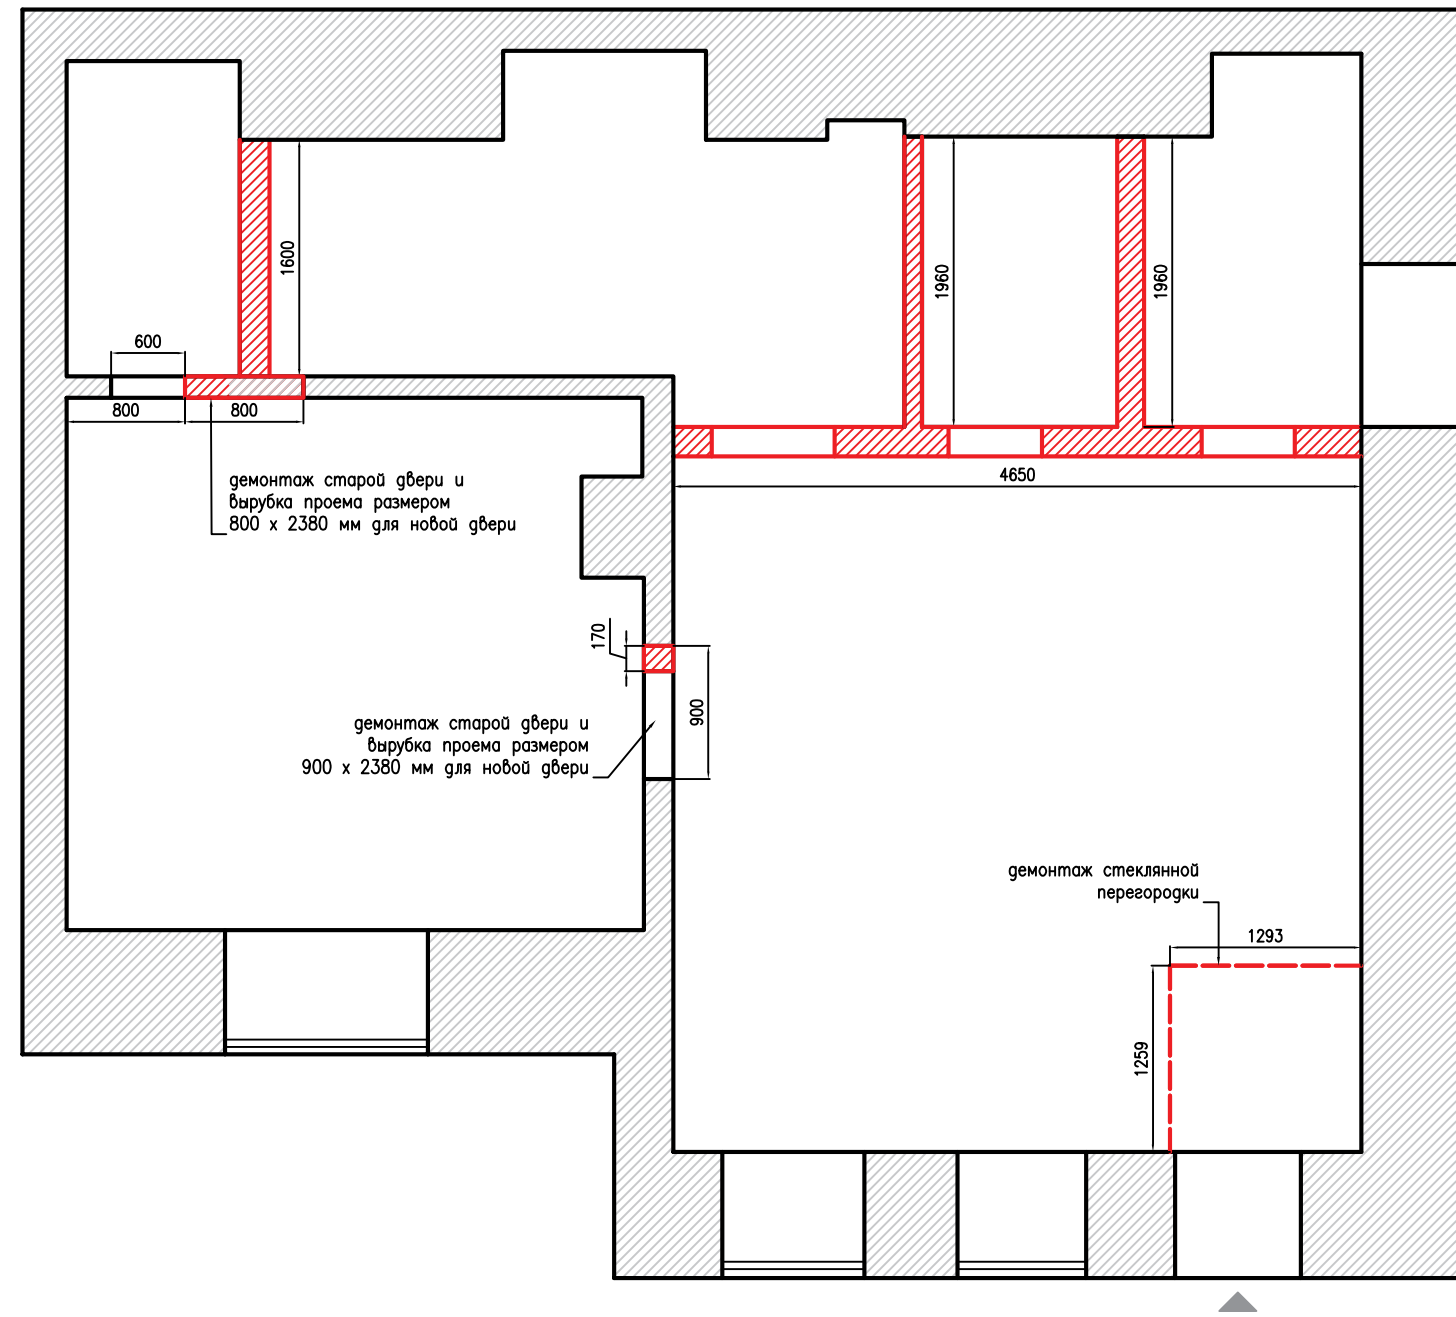 1600
1960
1960
600
800
800
демонтаж старой двери и
вырубка проема размером
800 x 2380 мм для новой двери
4650
170
900
демонтаж старой двери и
вырубка проема размером
900 x 2380 мм для новой двери
демонтаж стеклянной
перегородки
1293
1259